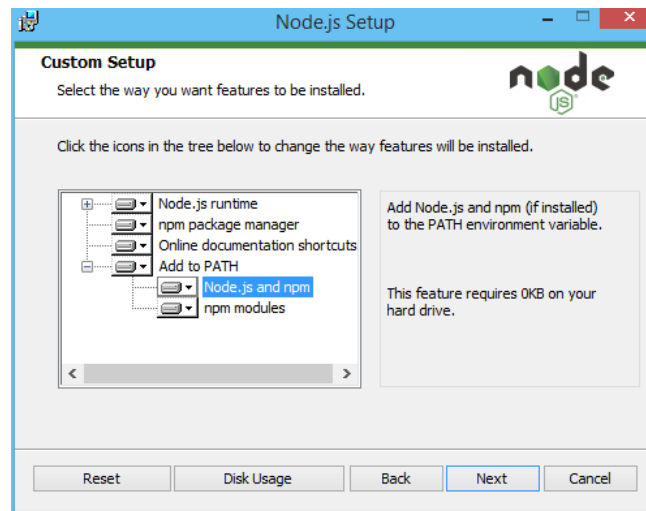 Node.js Setup
Custom Setup
Select the way you want features to be installed.
node
JS
Click the icons in the tree below to change the way features will be installed.
Node.js runtime
npm package manager
Online documentation shortcuts
Add to PATH
Node.js and npm
npm modules
Add Node.js and npm (if installed)
to the PATH environment variable.
This feature requires 0KB on your
hard drive.
Reset
Disk Usage
Back
Next
Cancel